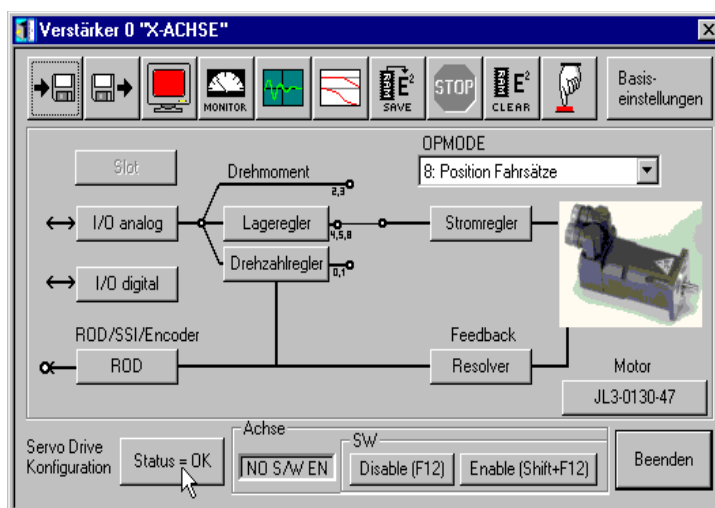 Verstärker 0 "X-ACHSE"
MONITOR
E²
SAVE
STOP
E²
CLEAR
Basis-
einstellungen
OPMODE
8: Position Fahrsätze
Slot
Drehmoment
2,3
I/O analog
Lageregler
4,5,8
Stromregler
Drehzahlregler
0,1
I/O digital
ROD/SSI/Encoder
ROD
Feedback
Resolver
Motor
JL3-0130-47
Servo Drive
Konfiguration
Status = OK
Achse
NO S/W EN
SW
Disable (F12)
Enable (Shift+F12)
Beenden